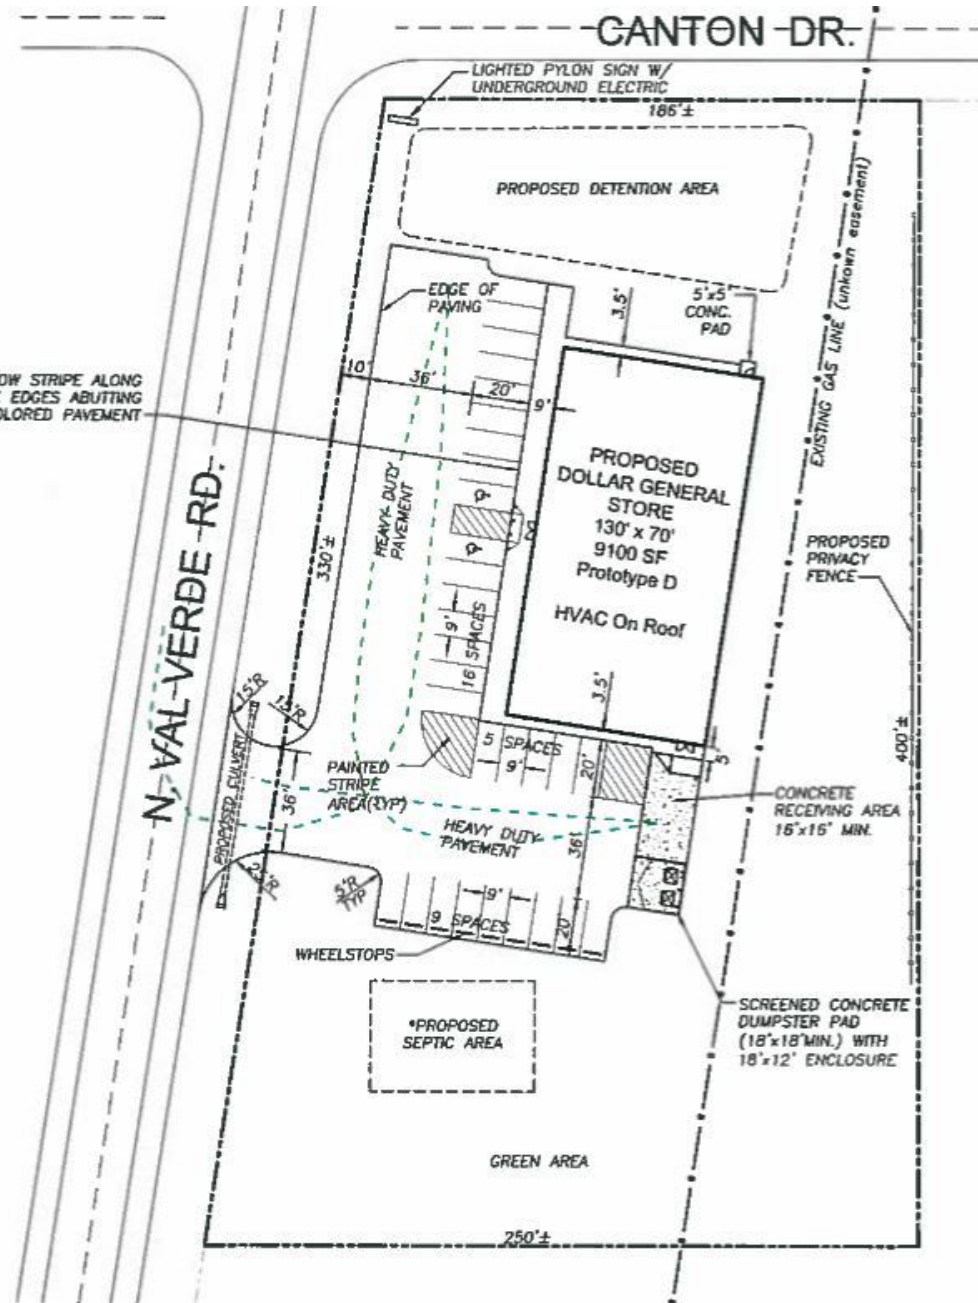 CANTON DR.
LIGHTED PYLON SIGN W/
UNDERGROUND ELECTRIC
186'±
PROPOSED DETENTION AREA
EXISTING GAS LINE (unkown easement)
EDGE OF
PAVING
3.5'
5'x5'
CONC.
PAD
10'
36'
20'
9'
OW STRIPE ALONG
EDGES ABUTTING
OLORED PAVEMENT
PROPOSED
DOLLAR GENERAL
STORE
130' x 70'
9100 SF
Prototype D
HVAC On Roof
HEAVY DUTY
PAVEMENT
330'±
N VAL VERDE RD.
PROPOSED
PRIVACY
FENCE
9'
16 SPACES
3.5'
15'R
15'R
400'±
5 SPACES
9'
20'
5'
PAINTED
STRIPE
AREA(TYP)
36'
PROPOSED CULVERT
CONCRETE
RECEIVING AREA
16'x16' MIN.
HEAVY DUTY
PAVEMENT
36'
5'R
TYP
9'
9 SPACES
20'
WHEELSTOPS
SCREENED CONCRETE
DUMPSTER PAD
(18'x18'MIN.) WITH
18'x12' ENCLOSURE
*PROPOSED
SEPTIC AREA
GREEN AREA
250'±